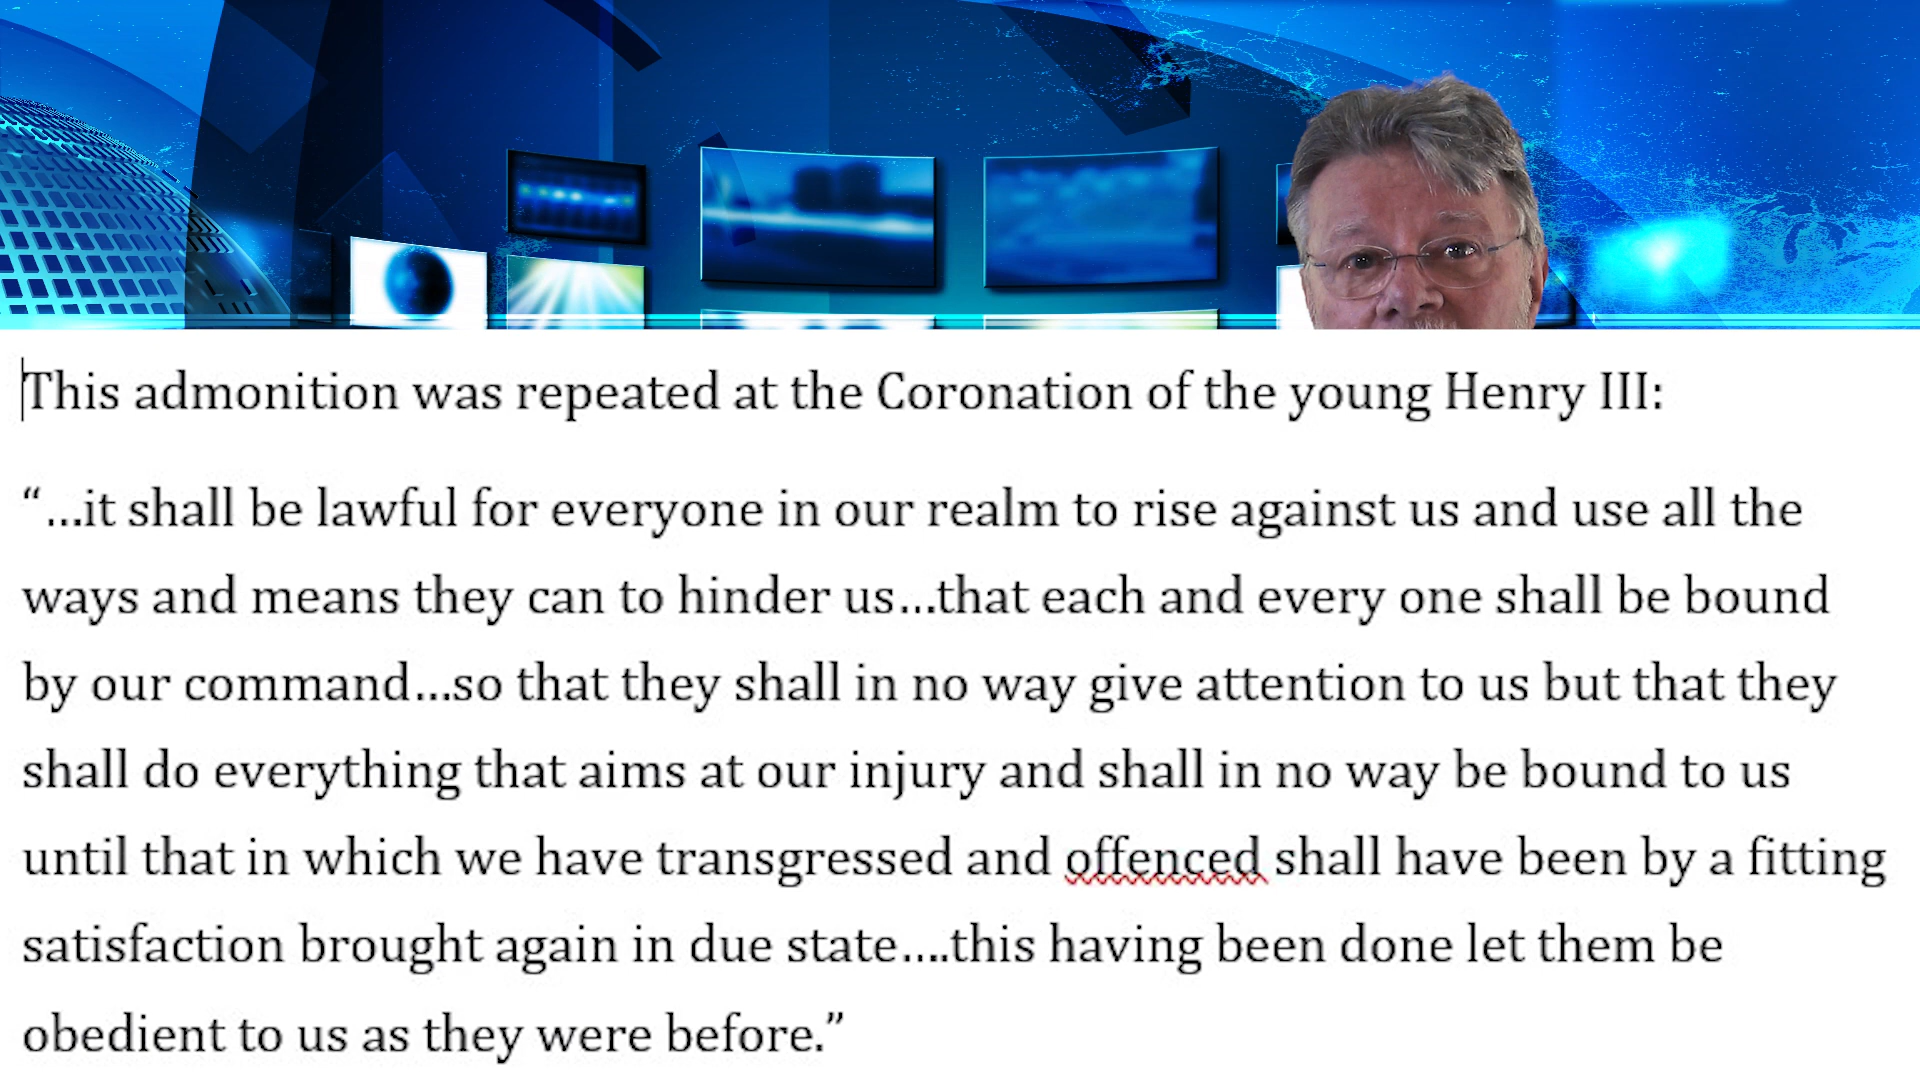 This admonition was repeated at the Coronation of the young Henry III:
“...it shall be lawful for everyone in our realm to rise against us and use all the
ways and means they can to hinder us...that each and every one shall be bound
by our command...so that they shall in no way give attention to us but that they
shall do everything that aims at our injury and shall in no way be bound to us
until that in which we have transgressed and offenced shall have been by a fitting
satisfaction brought again in due state....this having been done let them be
obedient to us as they were before.”